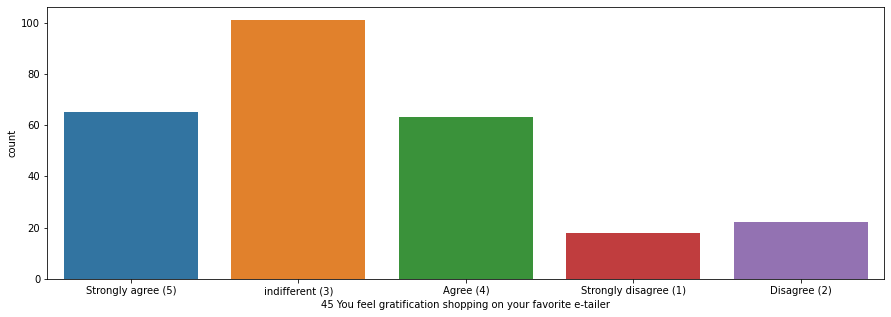 100
80
60
40
20
0
count
Strongly agree (5) indifferent (3) Agree (4) Strongly disagree (1) Disagree (2)
45 You feel gratification shopping on your favorite e-tailer